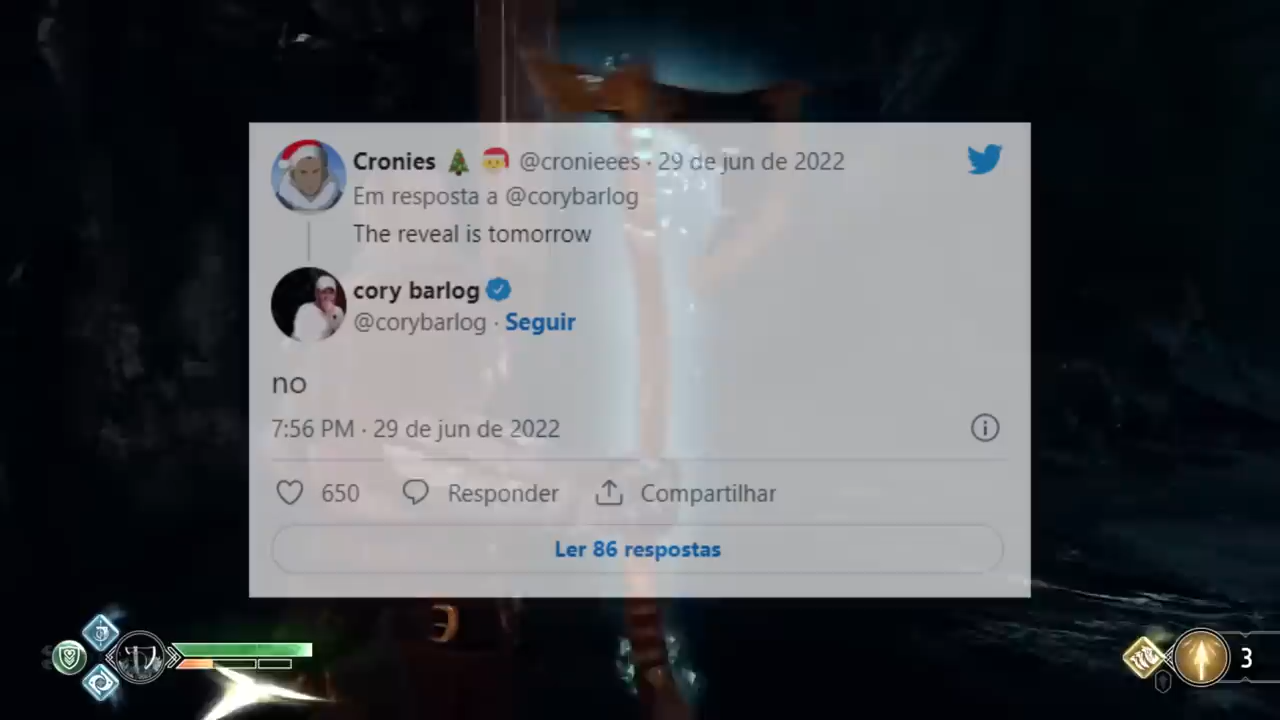 Cronies 🎄 🎅 @cronieees · 29 de jun de 2022
Em resposta a @corybarlog
The reveal is tomorrow
cory barlog
@corybarlog · Seguir
no
7:56 PM · 29 de jun de 2022
650 Responder Compartilhar
Ler 86 respostas
3